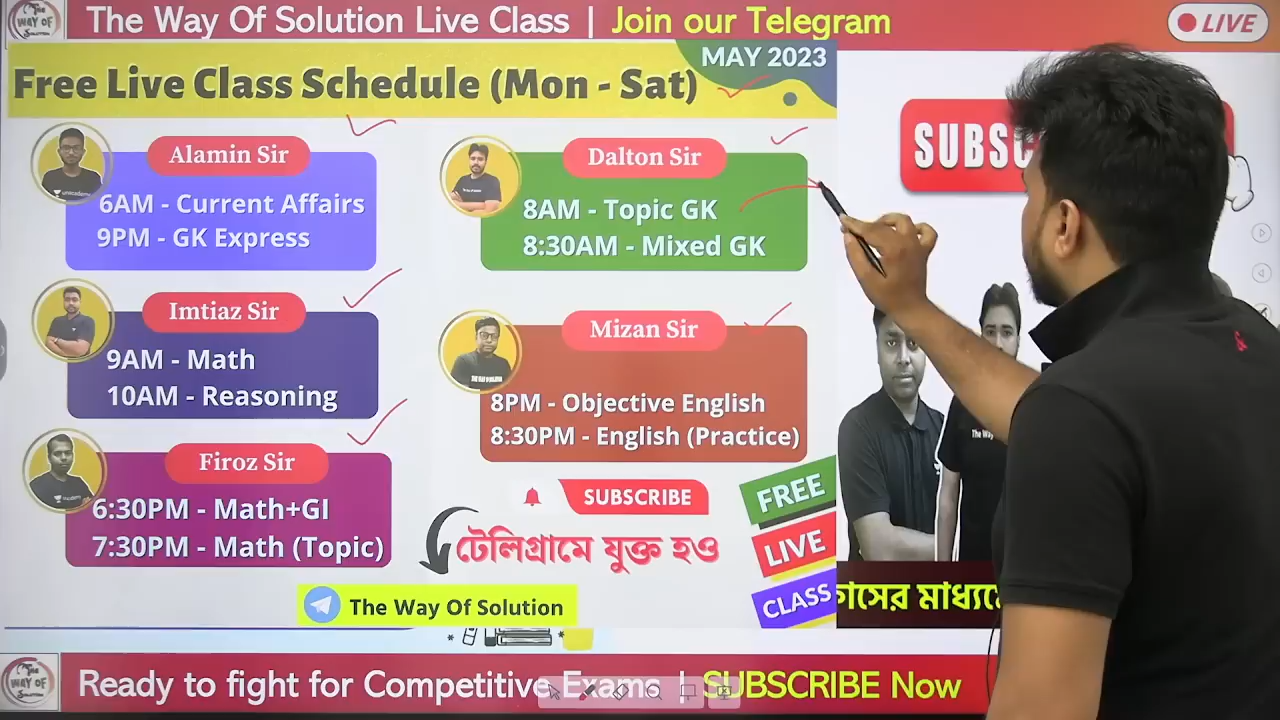 The Way Of Solution Live Class | Join our Telegram
LIVE
MAY 2023
Free Live Class Schedule (Mon - Sat)
Alamin Sir
6AM - Current Affairs
9PM - GK Express
Dalton Sir
8AM - Topic GK
8:30AM - Mixed GK
Imtiaz Sir
9AM - Math
10AM - Reasoning
Mizan Sir
8PM - Objective English
8:30PM - English (Practice)
Firoz Sir
6:30PM - Math+GI
7:30PM - Math (Topic)
SUBSCRIBE
টেলিগ্রামে যুক্ত হও
The Way Of Solution
FREE
LIVE
CLASS
The WAY OF Solution
Ready to fight for Competitive Exams | SUBSCRIBE Now